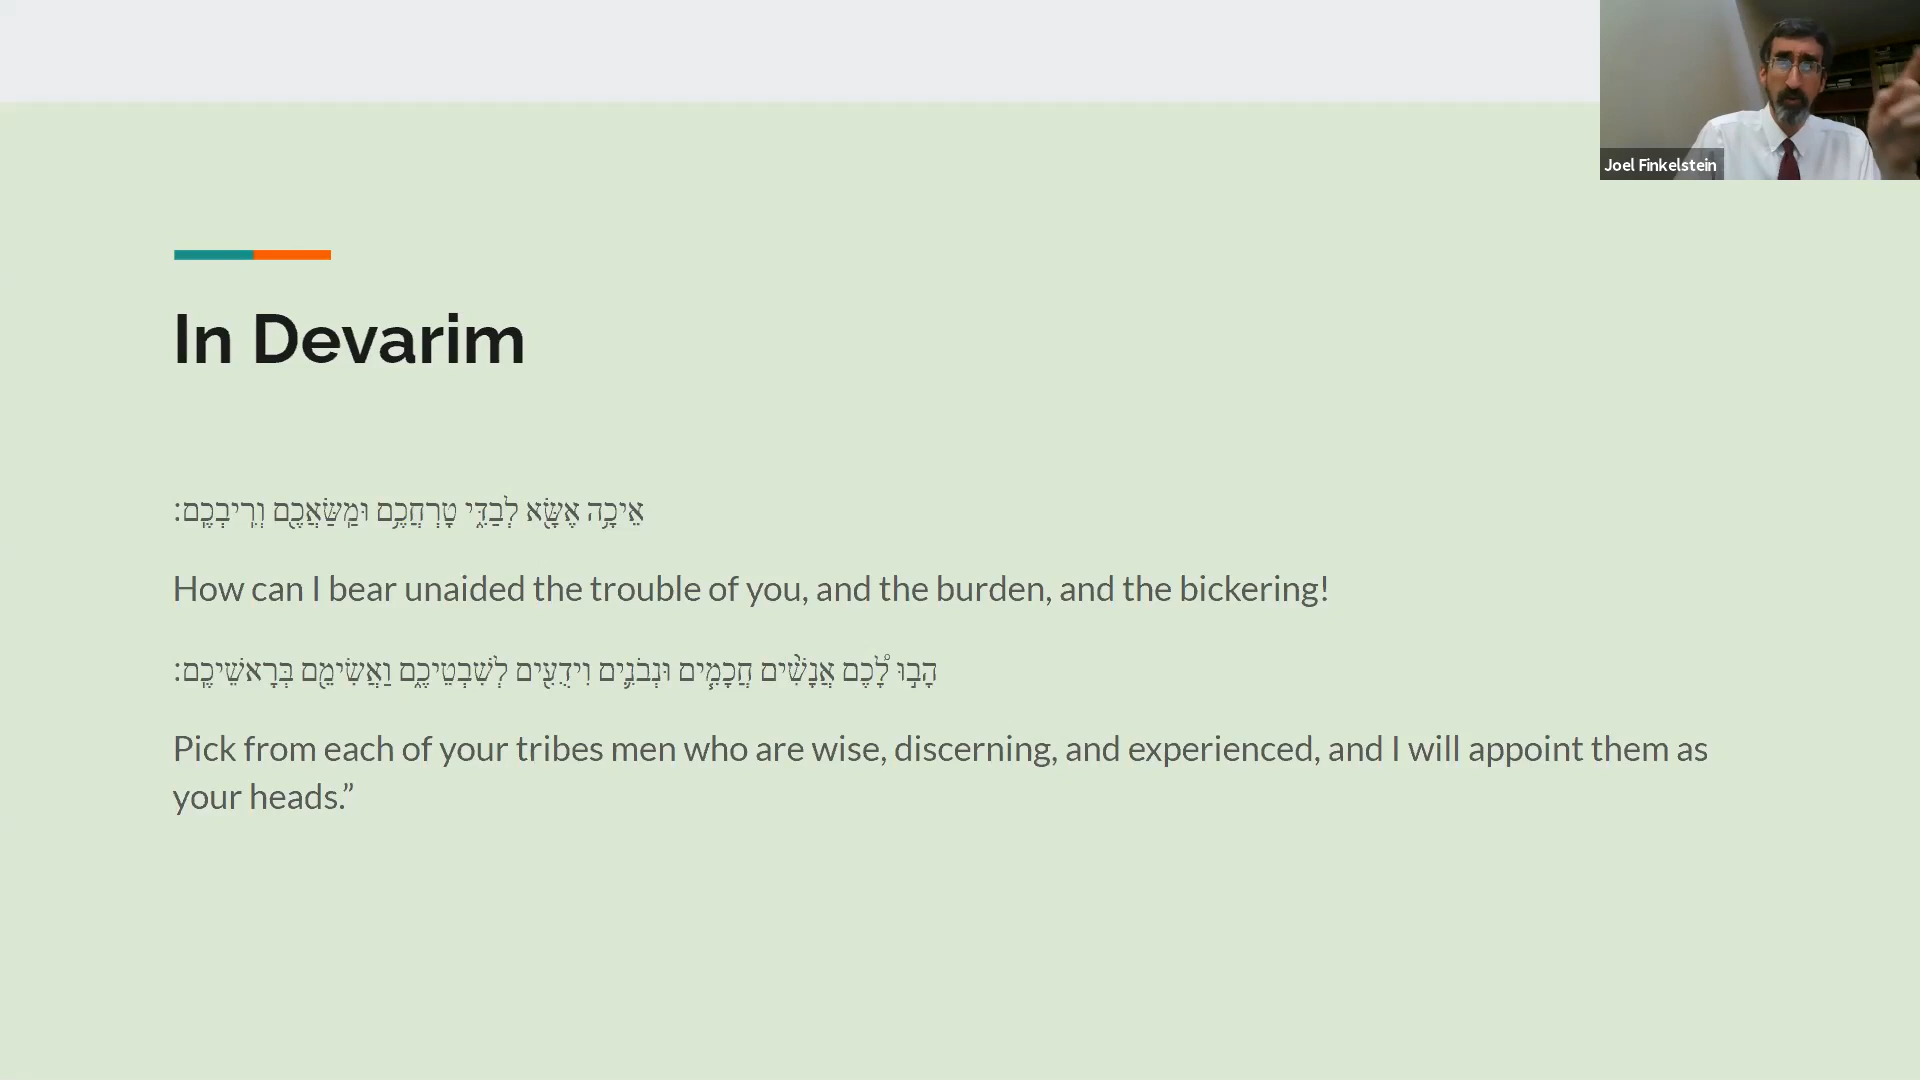 Joel Finkelstein
In Devarim
אֵיכָ֥ה אֶשָּׂ֖א לְבַדִּ֑י טָרְחֲכֶ֥ם וּמַֽשַּׂאֲכֶ֖ם וְרִֽיבְכֶֽם׃
How can I bear unaided the trouble of you, and the burden, and the bickering!
הָב֣וּ לָ֠כֶם אֲנָשִׁ֨ים חֲכָמִ֧ים וּנְבֹנִ֛ים וִידֻעִ֖ים לְשִׁבְטֵיכֶ֑ם וַאֲשִׂימֵ֖ם בְּרָאשֵׁיכֶֽם׃
Pick from each of your tribes men who are wise, discerning, and experienced, and I will appoint them as
your heads.”